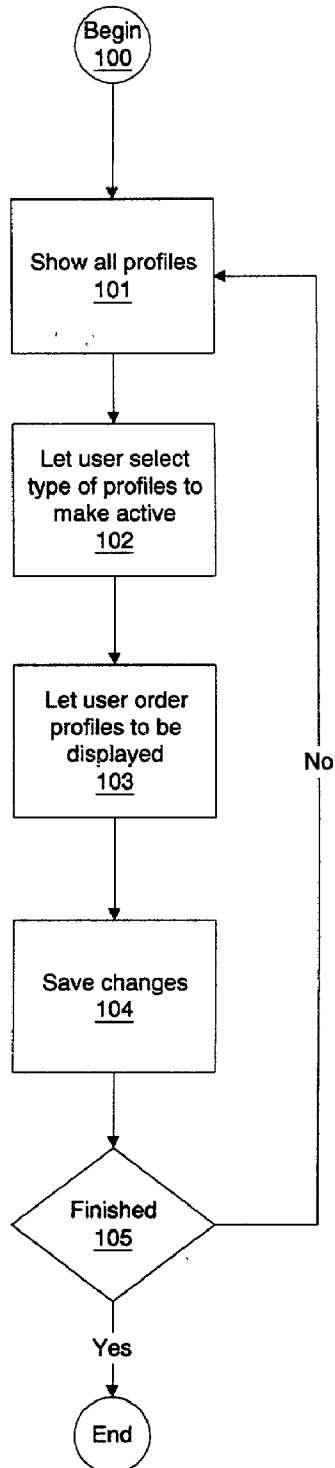 Begin
100
Show all profiles
101
Let user select
type of profiles to
make active
102
Let user order
profiles to be
displayed
103
No
Save changes
104
Finished
105
Yes
End